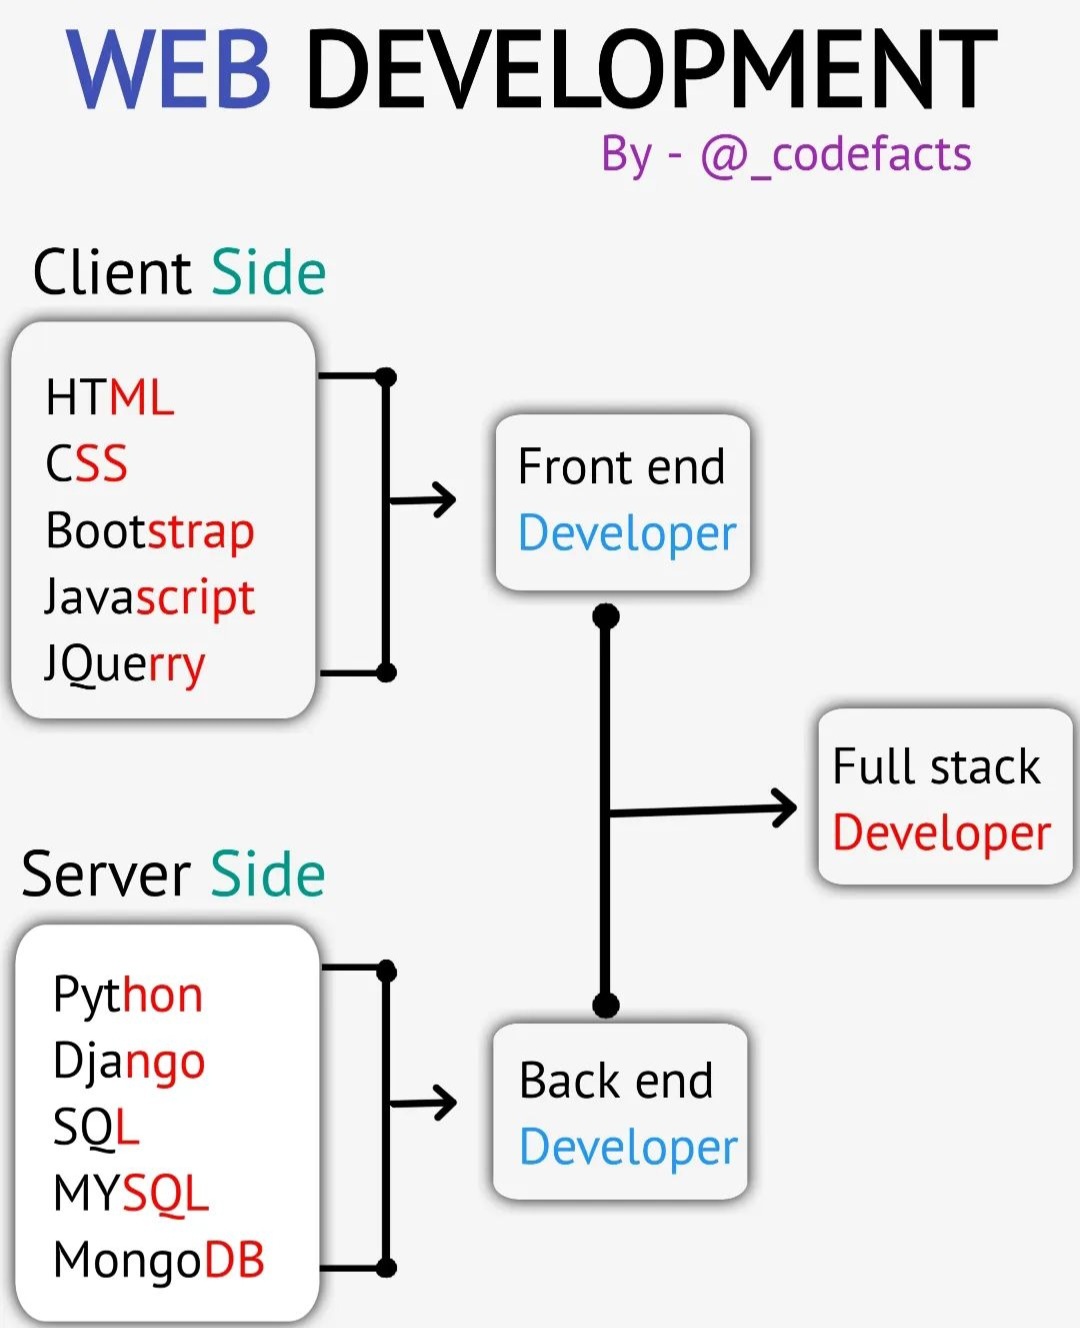 WEB DEVELOPMENT
By - @_codefacts
Client Side
HTML
CSS
Bootstrap
Javascript
JQuerry
Front end
Developer
Full stack
Developer
Server Side
Python
Django
SQL
MYSQL
MongoDB
Back end
Developer